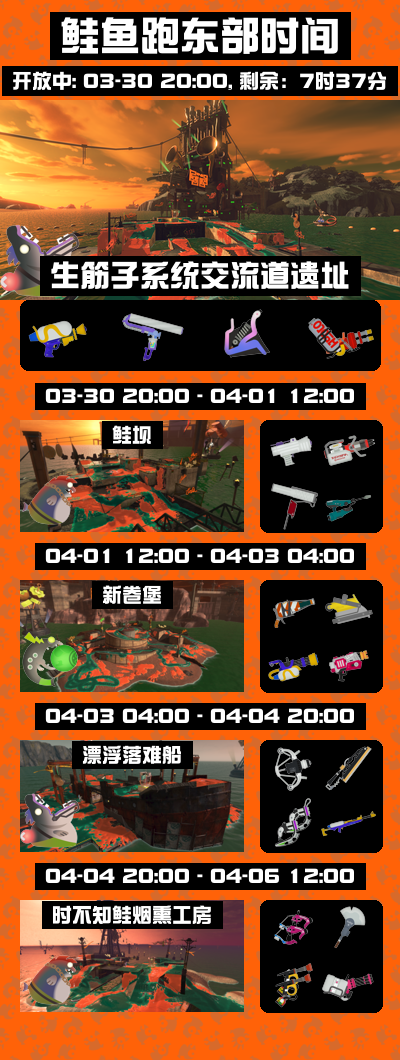 鲑鱼跑东部时间
开放中: 03-30 20:00, 剩余: 7时37分
生筋子系统交流道遗址
03-30 20:00 - 04-01 12:00
鲑坝
04-01 12:00 - 04-03 04:00
新卷堡
04-03 04:00 - 04-04 20:00
漂浮落难船
04-04 20:00 - 04-06 12:00
时不知鲑烟熏工房